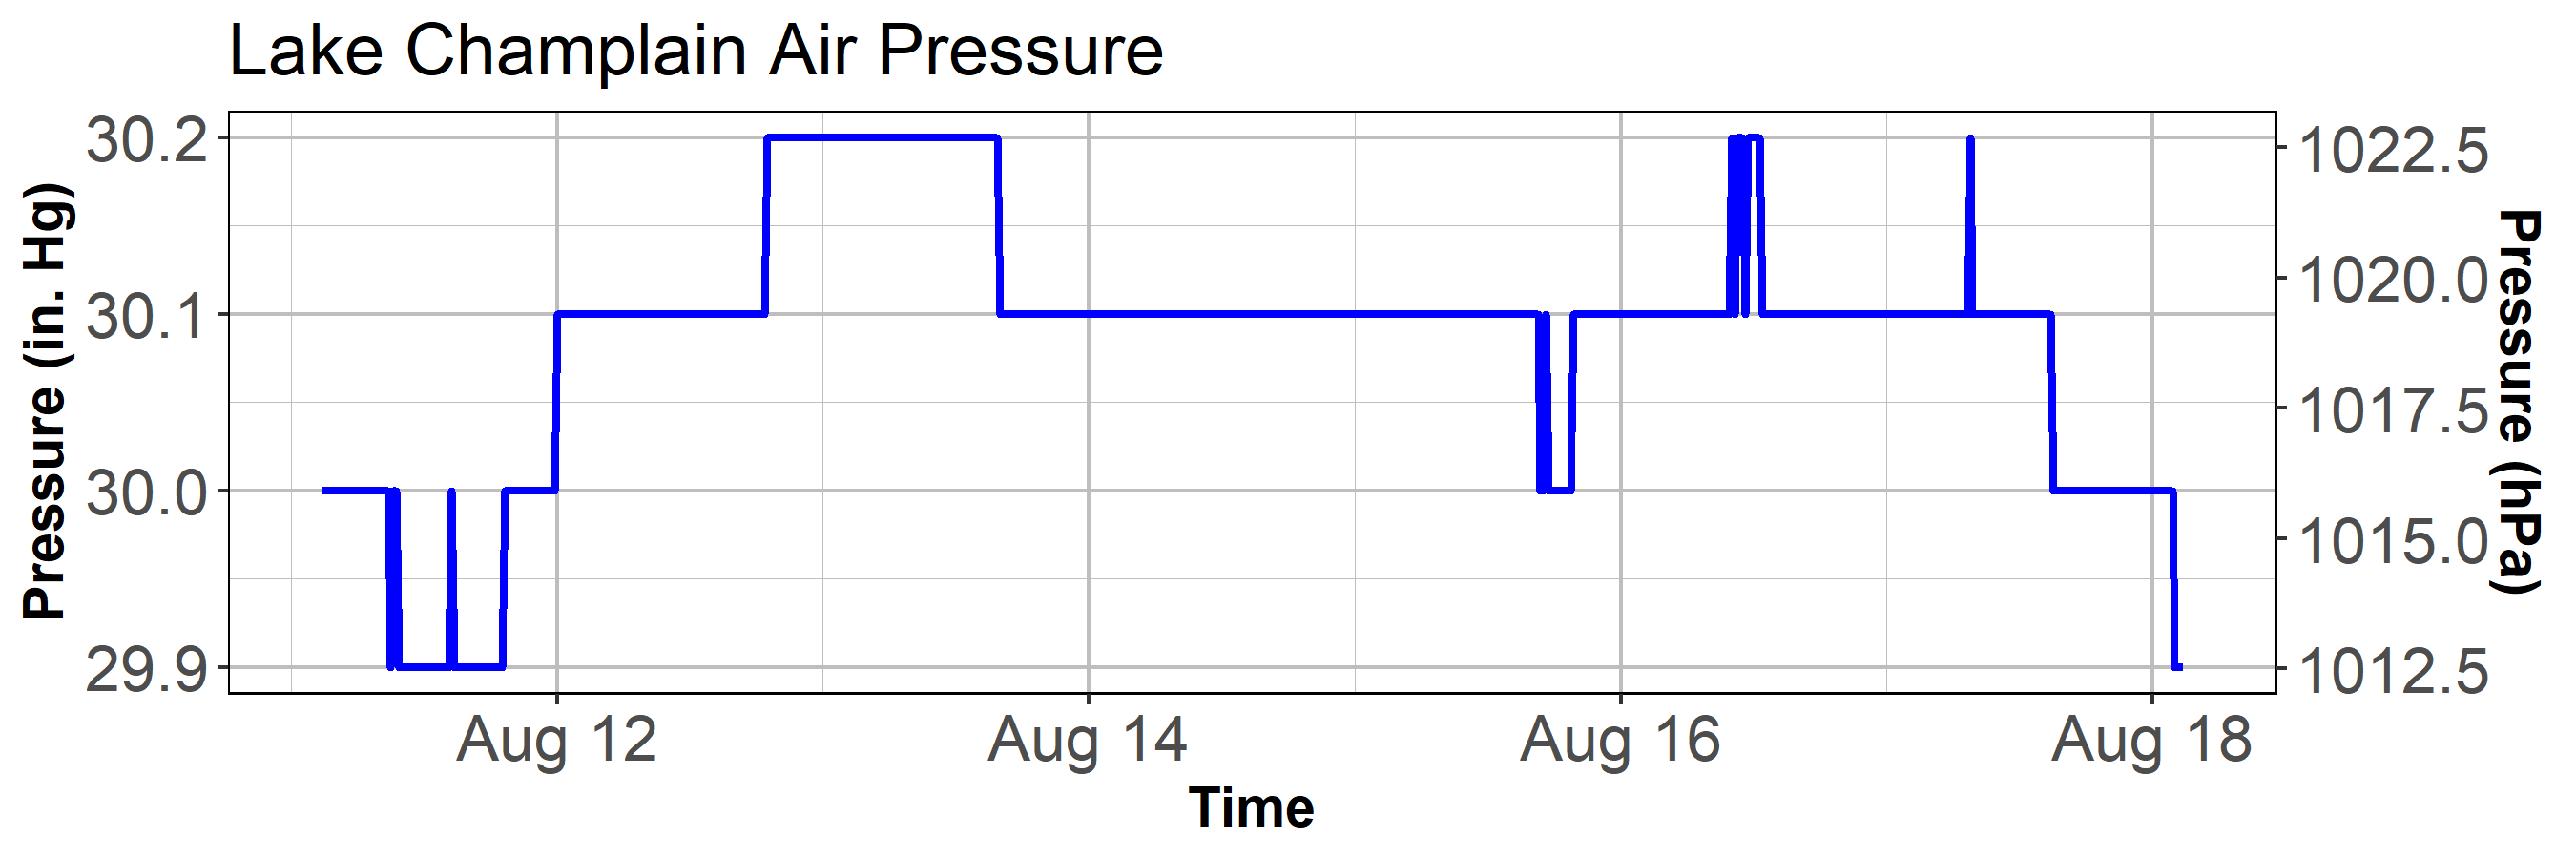 Lake Champlain Air Pressure
Pressure (in. Hg)
30.2
30.1
30.0
29.9
1022.5
1020.0
1017.5
1015.0
1012.5
Pressure (hPa)
Aug 12
Aug 14
Aug 16
Aug 18
Time